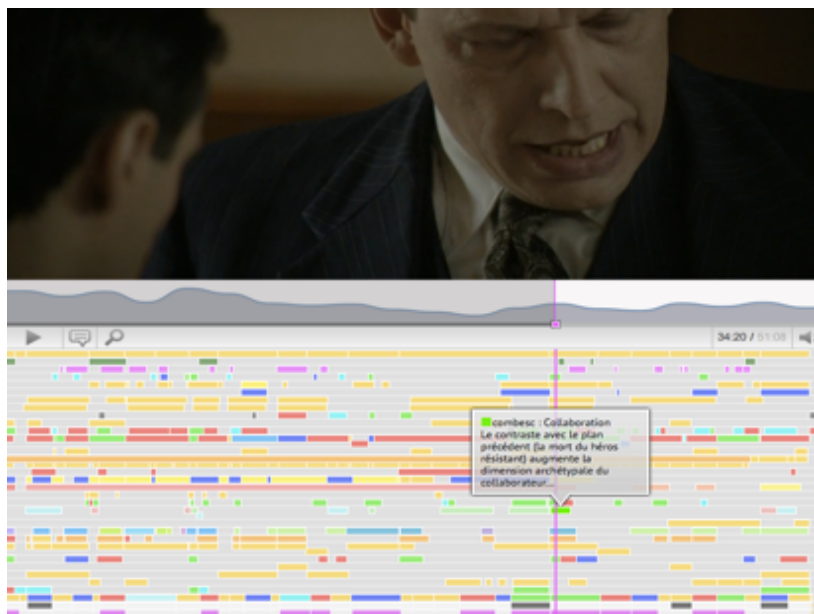 34:20 / 51:08
combesc : Collaboration
Le contraste avec le plan
précédent (la mort du héros
résistant) augmente la
dimension archétypale du
collaborateur...